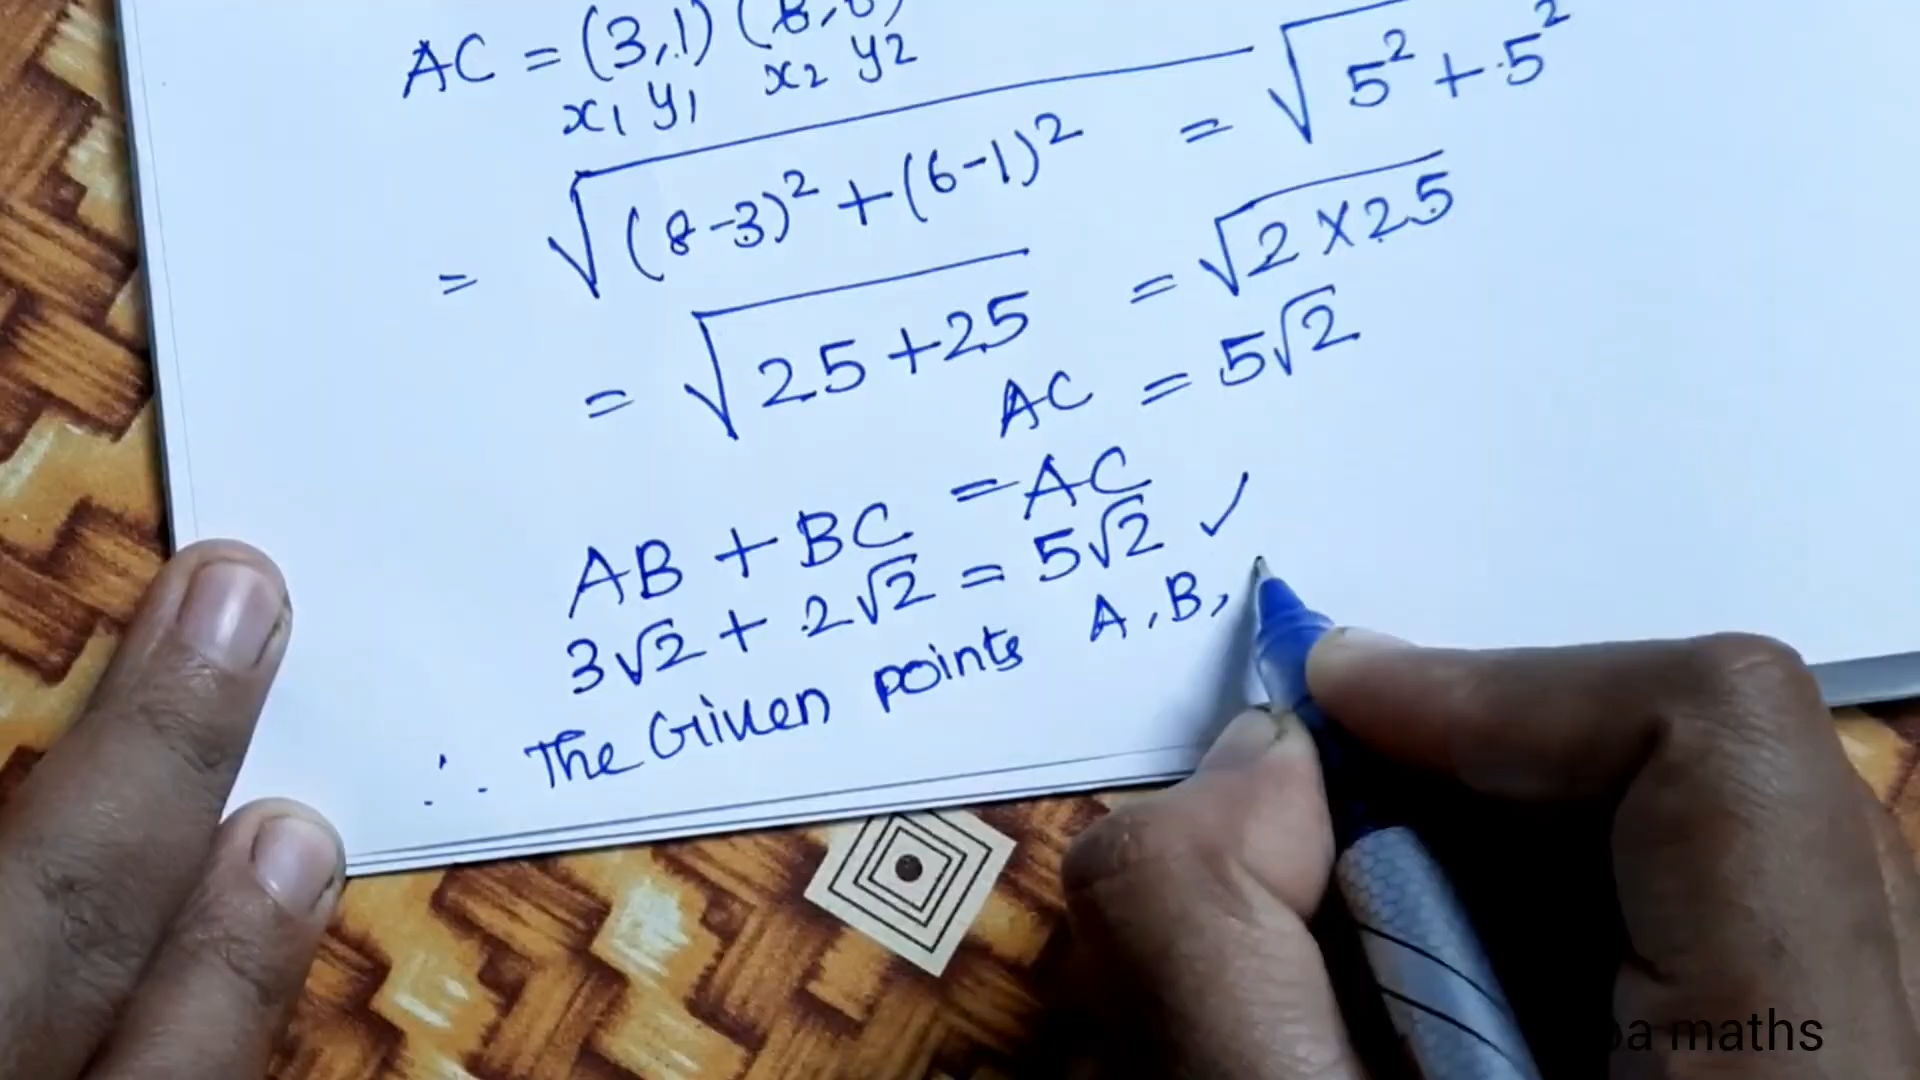 AC = (3,1) (8,6)
x1 y1 x2 y2
= √(8-3)² + (6-1)² = √5² + 5²
= √25+25 = √2×25
AC = 5√2
AB + BC = AC
3√2 + 2√2 = 5√2 ✓
∴ The Given points A, B,
maths